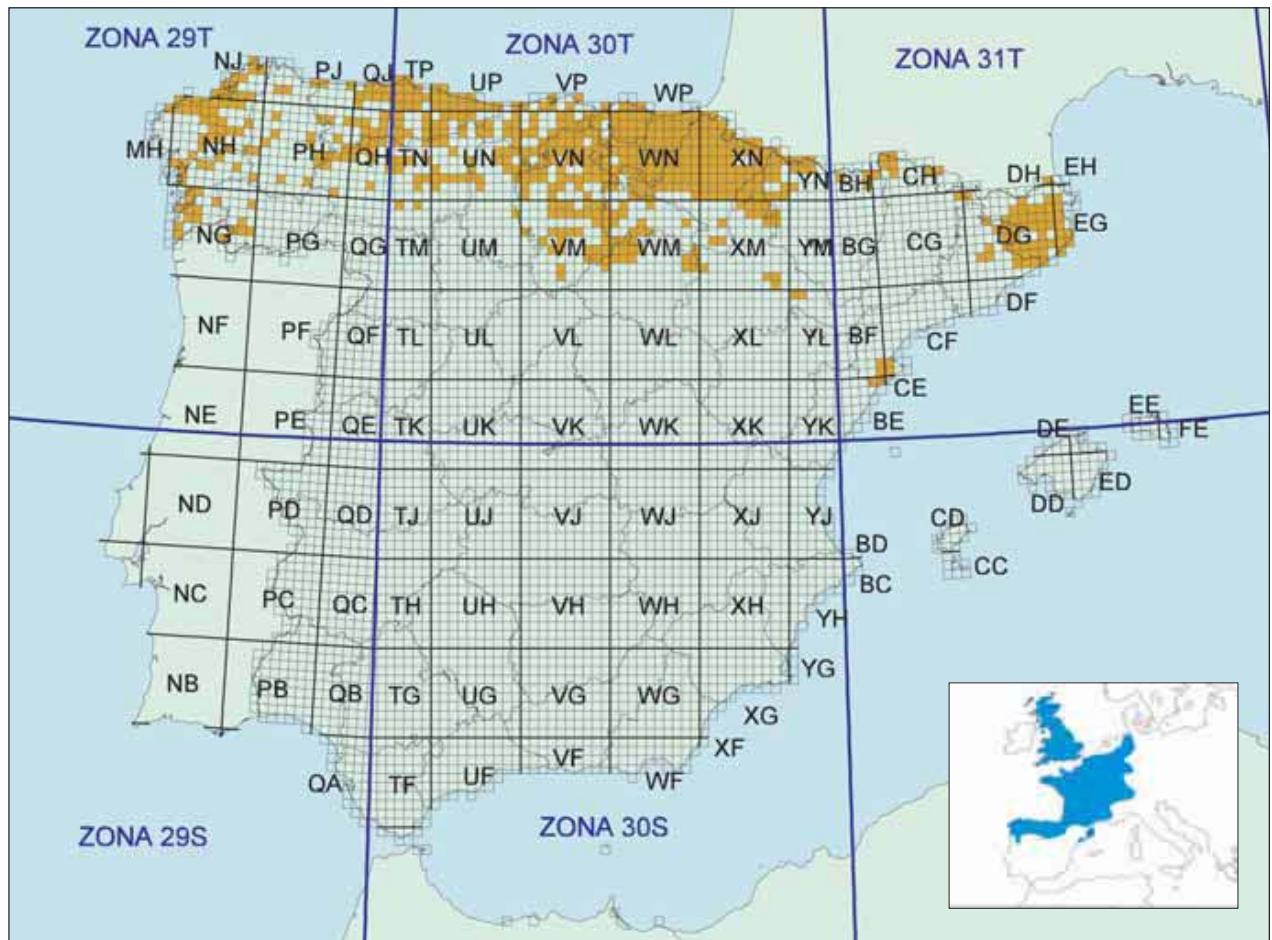 ZONA 29T
ZONA 30T
ZONA 31T
NJ PJ QJ TP UP VP WP
MH NH PH QH TN UN VN WN XN YN BH CH DH EH
NG PG QG TM UM VM WM XM YM BG CG DG EG
NF PF QF TL UL VL WL XL YL BF CF DF
NE PE QE TK UK VK WK XK YK BE CE
DE EE FE
ND PD QD TJ UJ VJ WJ XJ YJ BD CD DD ED
NC PC QC TH UH VH WH XH YH BC CC
NB PB QB TG UG VG WG XG YG
QA TF UF VF WF XF
ZONA 29S
ZONA 30S